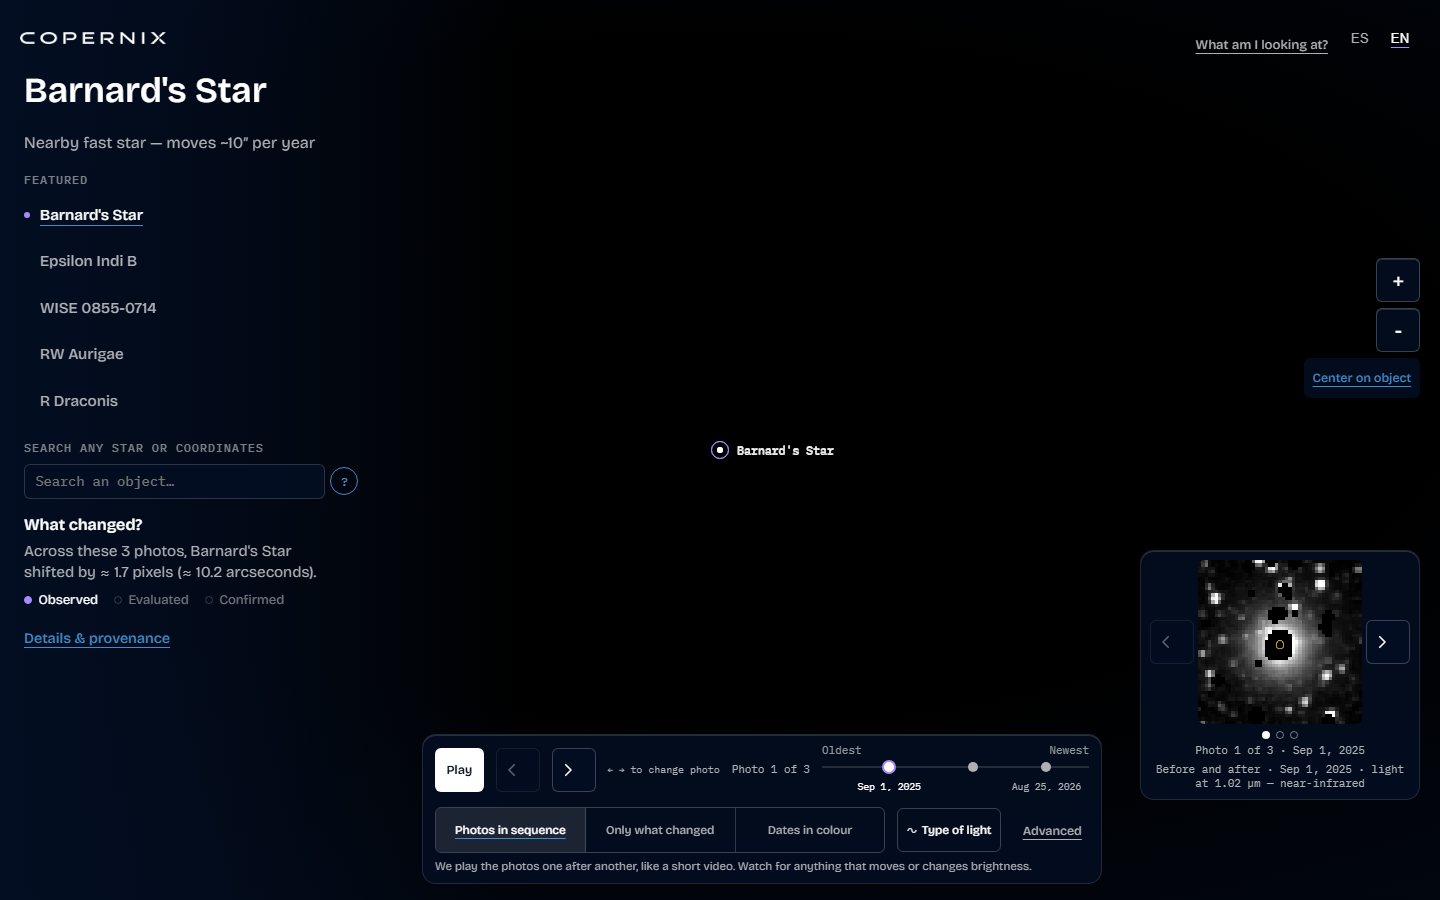 COPERNIX
What am I looking at?
ES
EN
Barnard's Star
Nearby fast star — moves ~10″ per year
FEATURED
Barnard's Star
Epsilon Indi B
WISE 0855-0714
RW Aurigae
R Draconis
SEARCH ANY STAR OR COORDINATES
Search an object…
?
What changed?
Across these 3 photos, Barnard's Star
shifted by ≈ 1.7 pixels (≈ 10.2 arcseconds).
Observed
Evaluated
Confirmed
Details & provenance
Barnard's Star
+
-
Center on object
Photo 1 of 3 · Sep 1, 2025
Before and after · Sep 1, 2025 · light
at 1.02 µm — near-infrared
Play
← → to change photo
Photo 1 of 3
Oldest
Newest
Sep 1, 2025
Aug 25, 2026
Photos in sequence
Only what changed
Dates in colour
∿ Type of light
Advanced
We play the photos one after another, like a short video. Watch for anything that moves or changes brightness.